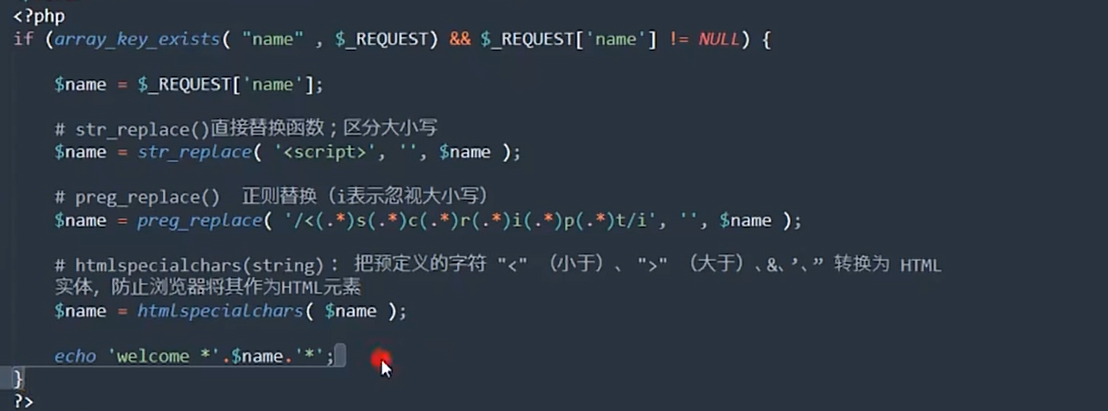 <?php
if (array_key_exists( "name" , $_REQUEST) && $_REQUEST['name'] != NULL) {
$name = $_REQUEST['name'];
# str_replace()直接替换函数；区分大小写
$name = str_replace( '<script>', '', $name );
# preg_replace()  正则替换（i表示忽视大小写）
$name = preg_replace( '/<(.*)s(.*)c(.*)r(.*)i(.*)p(.*)t/i', '', $name );
# htmlspecialchars(string)： 把预定义的字符 "<" （小于）、 ">" （大于）、&、’、” 转换为 HTML
实体，防止浏览器将其作为HTML元素
$name = htmlspecialchars( $name );
echo 'welcome *'.$name.'*';
}
?>